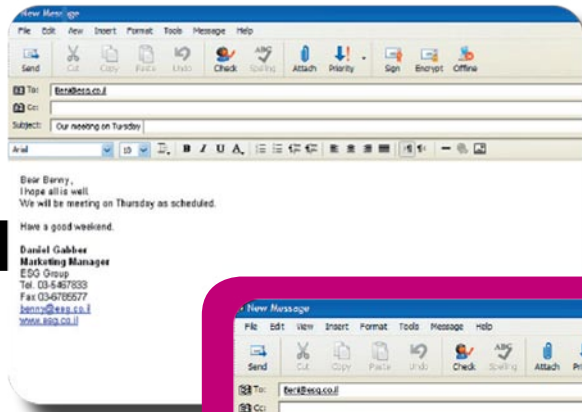 New Message
File Edit View Insert Format Tools Message Help
Send Cut Copy Paste Undo Check Spelling Attach Priority Sign Encrypt Offline
To: Beni@esg.co.il
Cc:
Subject: Our meeting on Tursday
Arial 10 B I U A
Dear Benny,
I hope all is well.
We will be meeting on Thursday as scheduled.
Have a good weekend.
Daniel Gabber
Marketing Manager
ESG Group
Tel. 03-5467833
Fax 03-6785577
benny@esg.co.il
www.esg.co.il
New Message
File Edit View Insert Format Tools Message Help
Send Cut Copy Paste Undo Check Spelling Attach
To: Beni@esg.co.il
Cc: